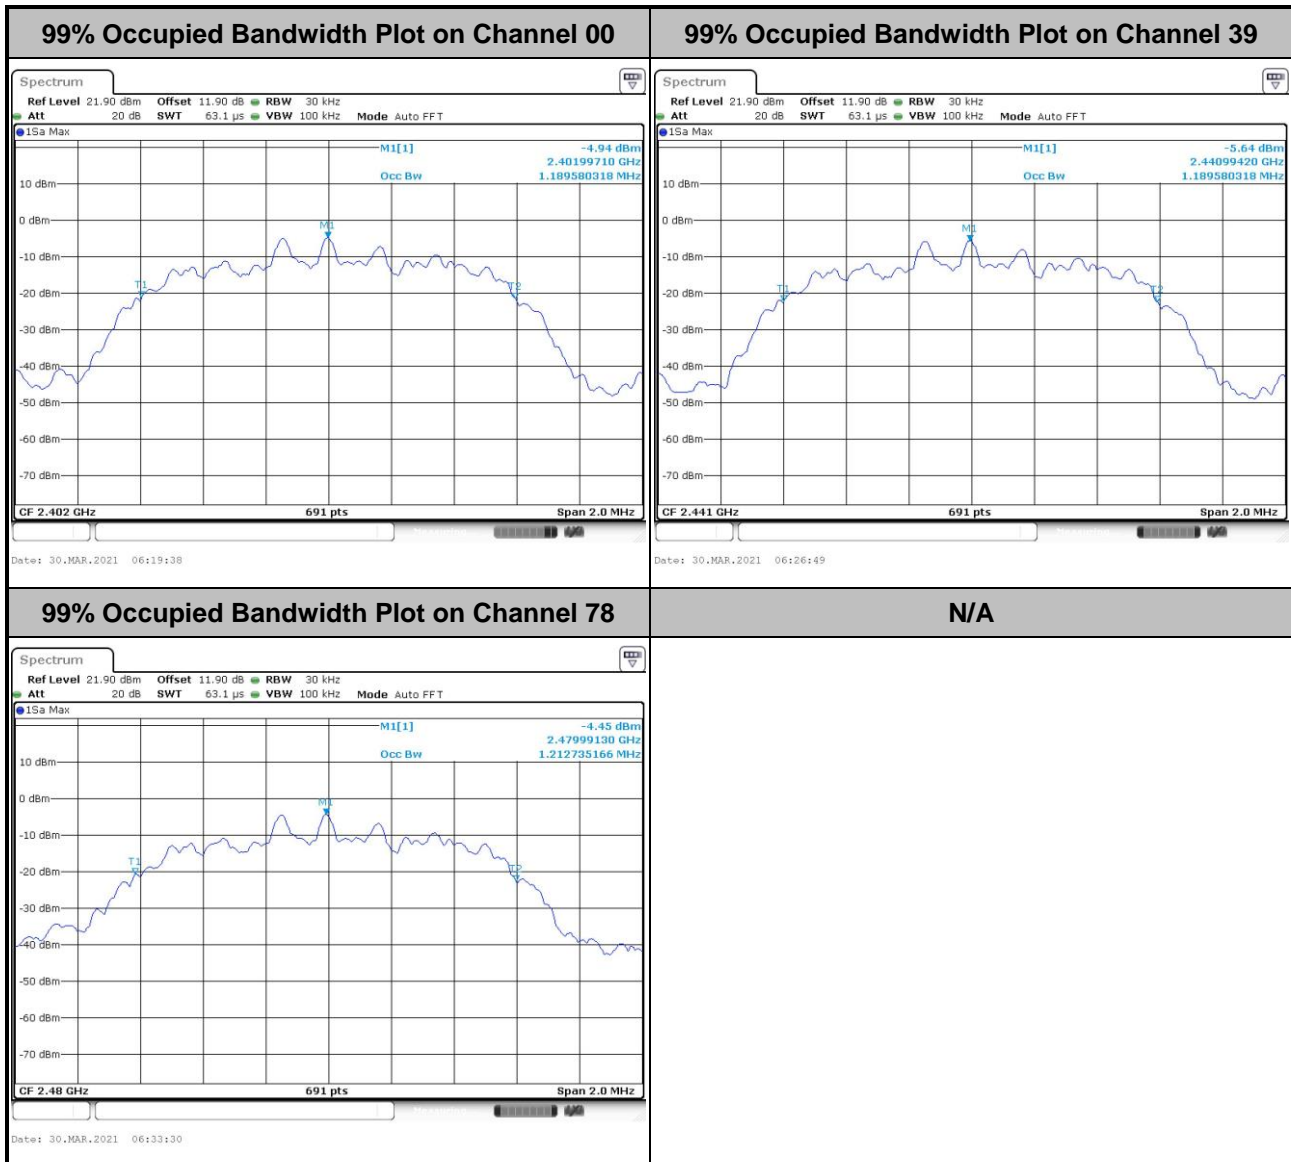 99% Occupied Bandwidth Plot on Channel 00
99% Occupied Bandwidth Plot on Channel 39
Spectrum
Ref Level 21.90 dBm Offset 11.90 dB RBW 30 kHz
Att 20 dB SWT 63.1 µs VBW 100 kHz Mode Auto FFT
1Sa Max
M1[1] -4.94 dBm
2.40199710 GHz
Occ Bw 1.189580318 MHz
10 dBm
0 dBm
M1
-10 dBm
T1
T2
-20 dBm
-30 dBm
-40 dBm
-50 dBm
-60 dBm
-70 dBm
CF 2.402 GHz 691 pts Span 2.0 MHz
Date: 30.MAR.2021 06:19:38
Spectrum
Ref Level 21.90 dBm Offset 11.90 dB RBW 30 kHz
Att 20 dB SWT 63.1 µs VBW 100 kHz Mode Auto FFT
1Sa Max
M1[1] -5.64 dBm
2.44099420 GHz
Occ Bw 1.189580318 MHz
10 dBm
0 dBm
M1
-10 dBm
T1
T2
-20 dBm
-30 dBm
-40 dBm
-50 dBm
-60 dBm
-70 dBm
CF 2.441 GHz 691 pts Span 2.0 MHz
Date: 30.MAR.2021 06:26:49
99% Occupied Bandwidth Plot on Channel 78
N/A
Spectrum
Ref Level 21.90 dBm Offset 11.90 dB RBW 30 kHz
Att 20 dB SWT 63.1 µs VBW 100 kHz Mode Auto FFT
1Sa Max
M1[1] -4.45 dBm
2.47999130 GHz
Occ Bw 1.212735166 MHz
10 dBm
0 dBm
M1
-10 dBm
T1
T2
-20 dBm
-30 dBm
-40 dBm
-50 dBm
-60 dBm
-70 dBm
CF 2.48 GHz 691 pts Span 2.0 MHz
Date: 30.MAR.2021 06:33:30